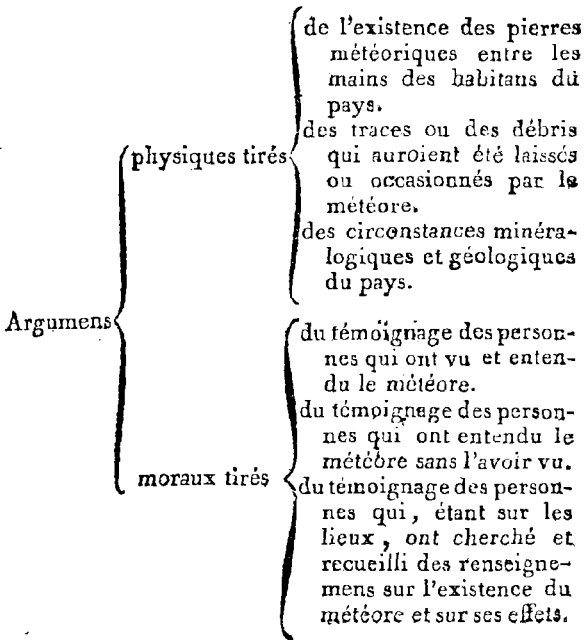 de l'existence des pierres
météoriques entre les
mains des habitans du
pays.
des traces ou des débris
physiques tirés
qui auroient été laissés
ou occasionnés par le
météore.
des circonstances minéra-
logiques et géologiques
du pays.
Argumens
du témoignage des person-
nes qui ont vu et enten-
du le météore.
du témoignage des person-
nes qui ont entendu le
météore sans l'avoir vu.
moraux tirés
du témoignage des person-
nes qui, étant sur les
lieux, ont cherché et
recueilli des renseigne-
mens sur l'existence du
météore et sur ses effets.